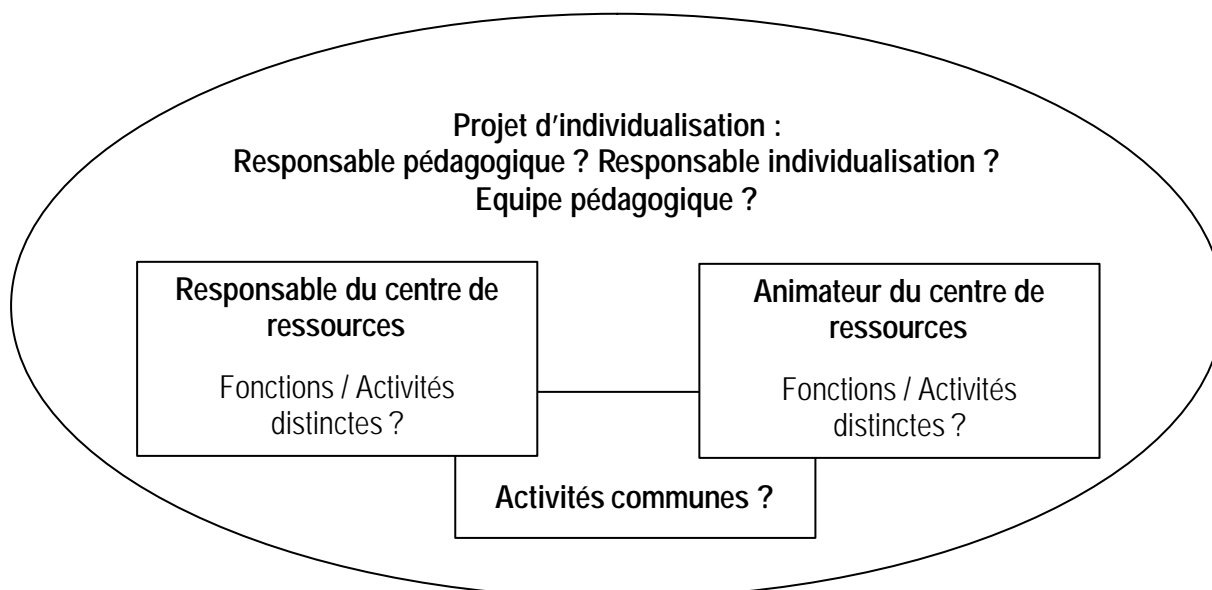 Projet d'individualisation :
Responsable pédagogique ? Responsable individualisation ?
Equipe pédagogique ?
Responsable du centre de
ressources
Fonctions / Activités
distinctes ?
Animateur du centre de
ressources
Fonctions / Activités
distinctes ?
Activités communes ?